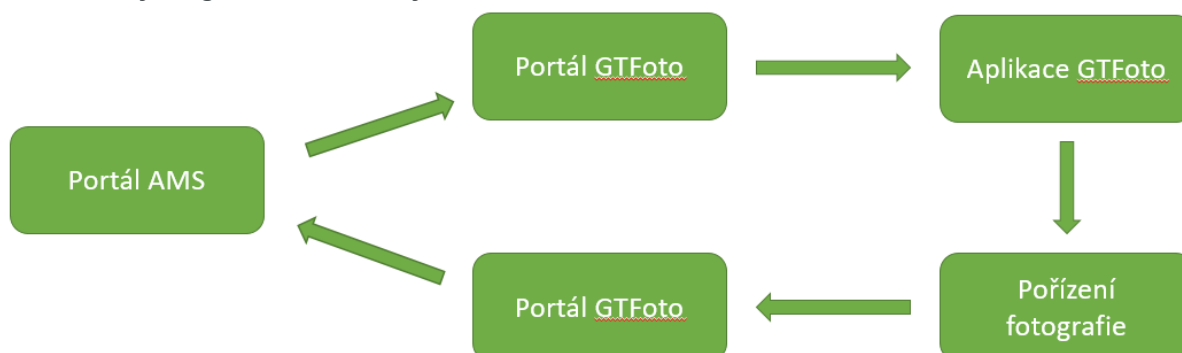 Portál GTFoto
Aplikace GTFoto
Portál AMS
Portál GTFoto
Pořízení
fotografie